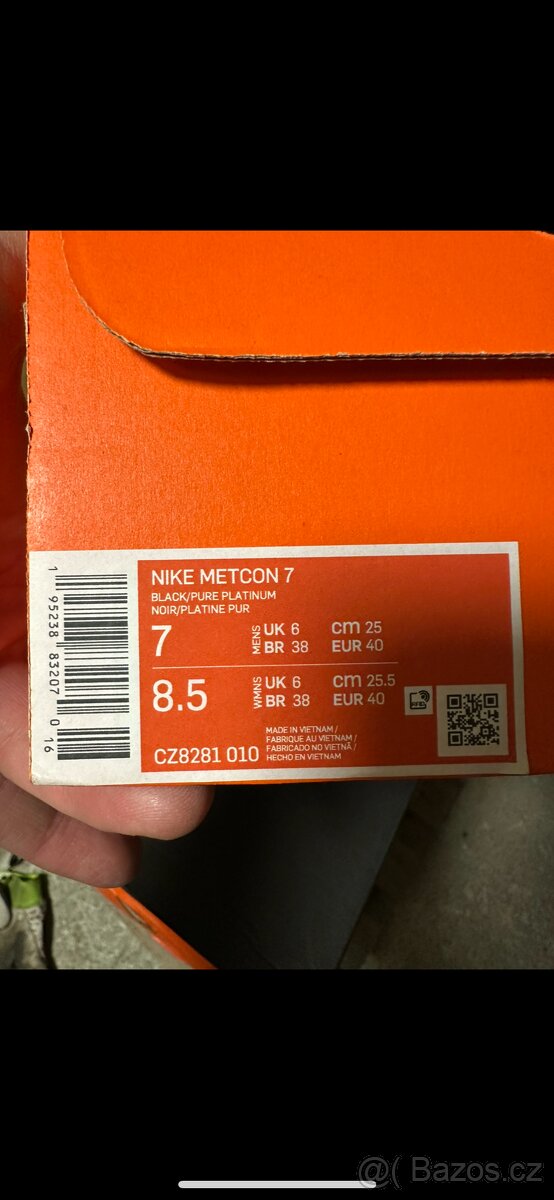 NIKE METCON 7
BLACK/PURE PLATINUM
NOIR/PLATINE PUR
7 MENS UK 6 cm 25
BR 38 EUR 40
8.5 WMNS UK 6 cm 25.5
BR 38 EUR 40
CZ8281 010
MADE IN VIETNAM /
FABRIQUE AU VIETNAM /
FABRICADO NO VIETNÃ /
HECHO EN VIETNAM
1 95238 83207 0 16
@( Bazos.cz